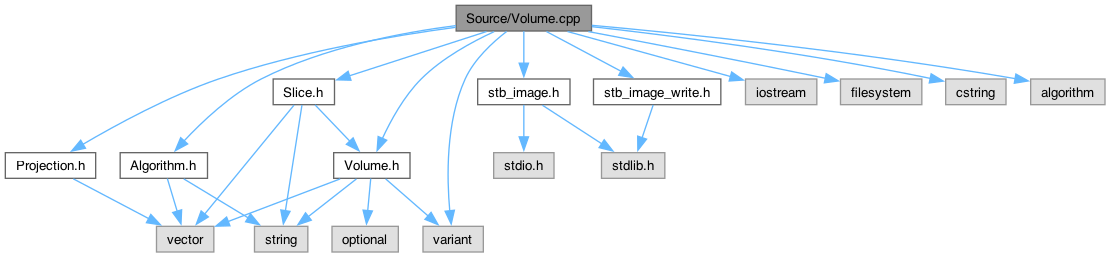 Source/Volume.cpp
Slice.h
stb_image.h
stb_image_write.h
iostream
filesystem
cstring
algorithm
Projection.h
Algorithm.h
Volume.h
stdio.h
stdlib.h
vector
string
optional
variant